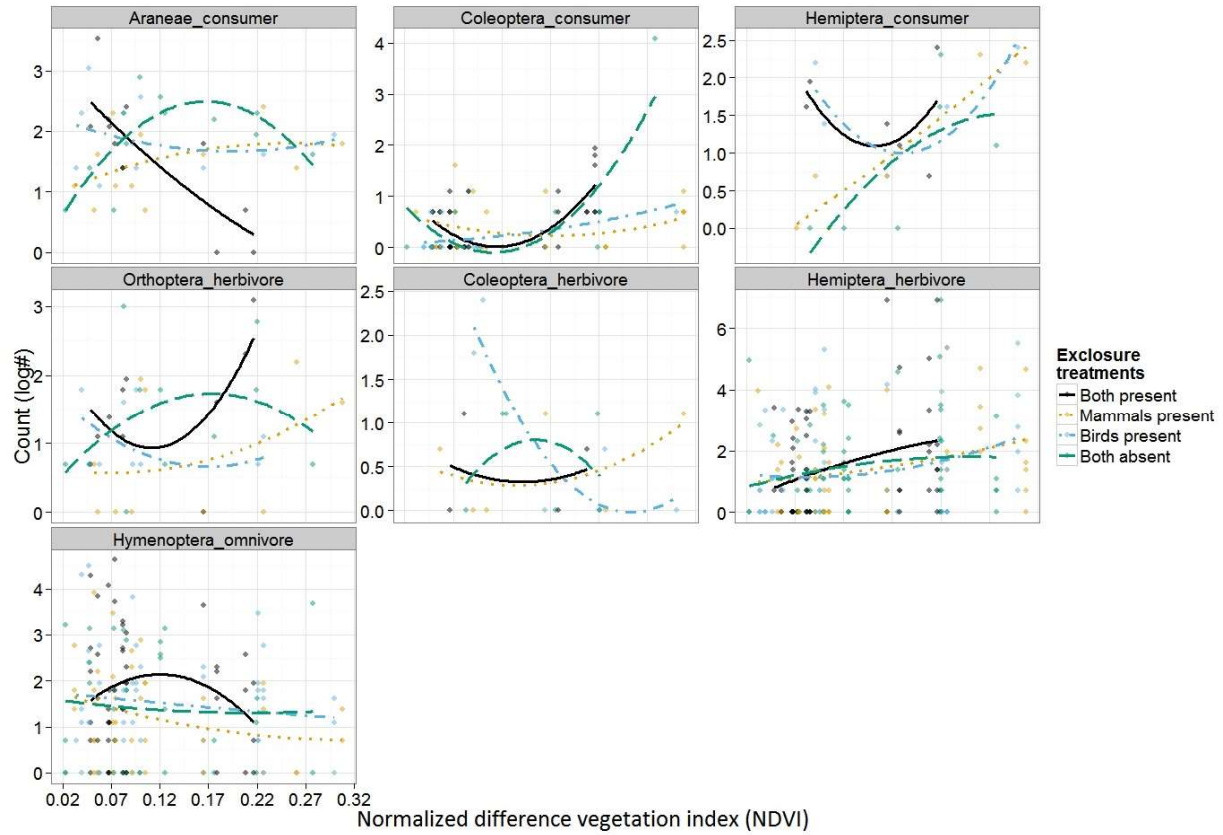 Araneae_consumer
Coleoptera_consumer
Hemiptera_consumer
3
2
1
0
4
3
2
1
0
2.5
2.0
1.5
1.0
0.5
0.0
Orthoptera_herbivore
Coleoptera_herbivore
Hemiptera_herbivore
3
2
1
0
2.5
2.0
1.5
1.0
0.5
0.0
6
4
2
0
Count (log#)
Exclosure
treatments
Both present
Mammals present
Birds present
Both absent
Hymenoptera_omnivore
4
3
2
1
0
0.02 0.07 0.12 0.17 0.22 0.27 0.32
Normalized difference vegetation index (NDVI)